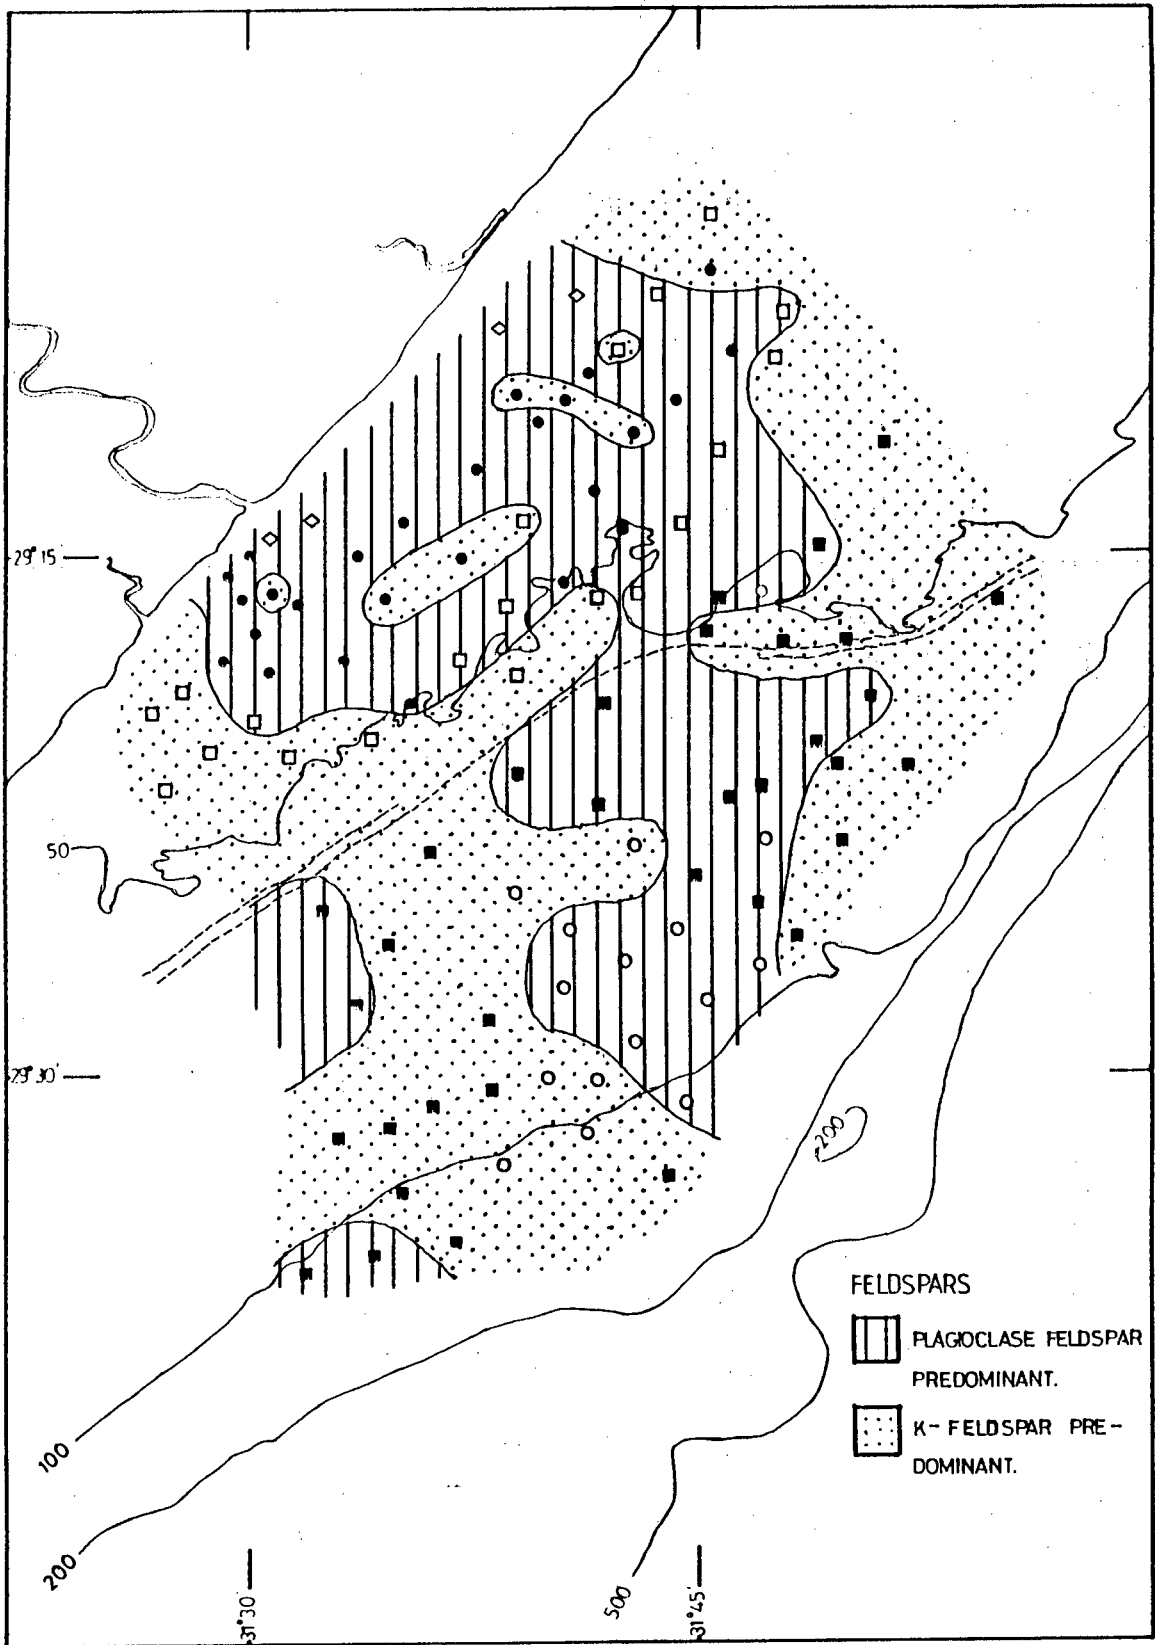 29°15'
50
29°30'
200
FELDSPARS
PLAGIOCLASE FELDSPAR
PREDOMINANT.
K-FELDSPAR PRE-
DOMINANT.
100
200
500
31°30'
31°45'